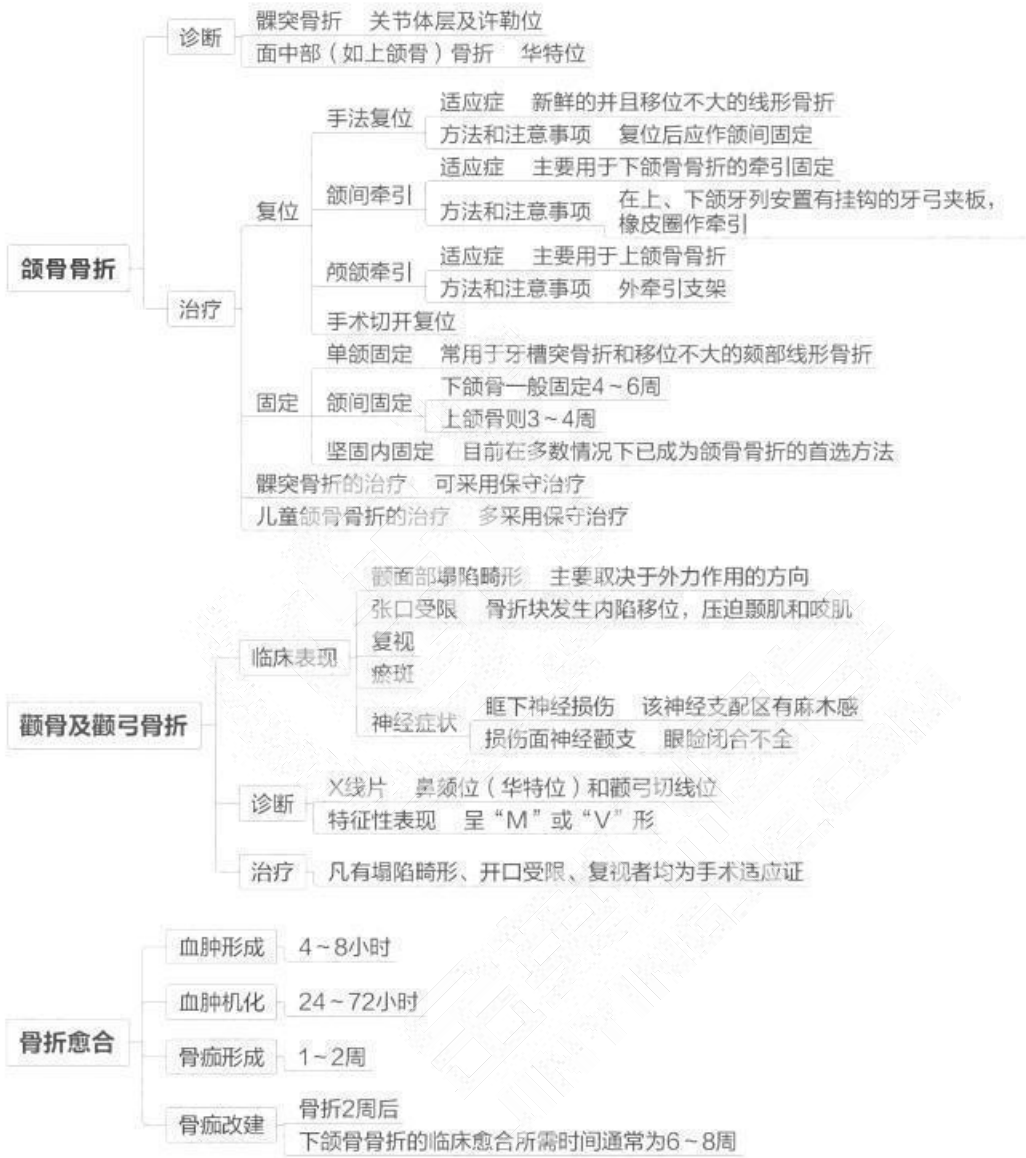 颌骨骨折
诊断
髁突骨折 关节体层及许勒位
面中部（如上颌骨）骨折 华特位
治疗
复位
手法复位
适应症 新鲜的并且移位不大的线形骨折
方法和注意事项 复位后应作颌间固定
颌间牵引
适应症 主要用于下颌骨骨折的牵引固定
方法和注意事项 在上、下颌牙列安置有挂钩的牙弓夹板，
橡皮圈作牵引
颅颌牵引
适应症 主要用于上颌骨骨折
方法和注意事项 外牵引支架
手术切开复位
固定
单颌固定 常用于牙槽突骨折和移位不大的颏部线形骨折
颌间固定
下颌骨一般固定4～6周
上颌骨则3～4周
坚固内固定 目前在多数情况下已成为颌骨骨折的首选方法
髁突骨折的治疗 可采用保守治疗
儿童颌骨骨折的治疗 多采用保守治疗
颧骨及颧弓骨折
临床表现
颧面部塌陷畸形 主要取决于外力作用的方向
张口受限 骨折块发生内陷移位，压迫颞肌和咬肌
复视
瘀斑
神经症状
眶下神经损伤 该神经支配区有麻木感
损伤面神经颧支 眼睑闭合不全
诊断
X线片 鼻颏位（华特位）和颧弓切线位
特征性表现 呈“M”或“V”形
治疗
凡有塌陷畸形、开口受限、复视者均为手术适应证
骨折愈合
血肿形成 4～8小时
血肿机化 24～72小时
骨痂形成 1～2周
骨痂改建
骨折2周后
下颌骨骨折的临床愈合所需时间通常为6～8周